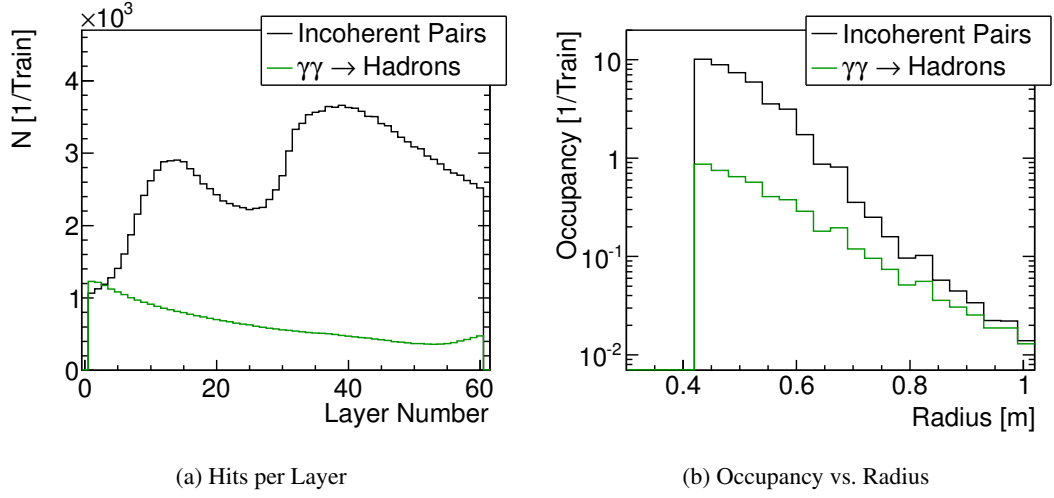 ×10³
N [1/Train]
Incoherent Pairs
γγ → Hadrons
4
3
2
1
0
0 20 40 60
Layer Number
(a) Hits per Layer
Occupancy [1/Train]
Incoherent Pairs
γγ → Hadrons
10
1
10⁻¹
10⁻²
0.4 0.6 0.8 1
Radius [m]
(b) Occupancy vs. Radius